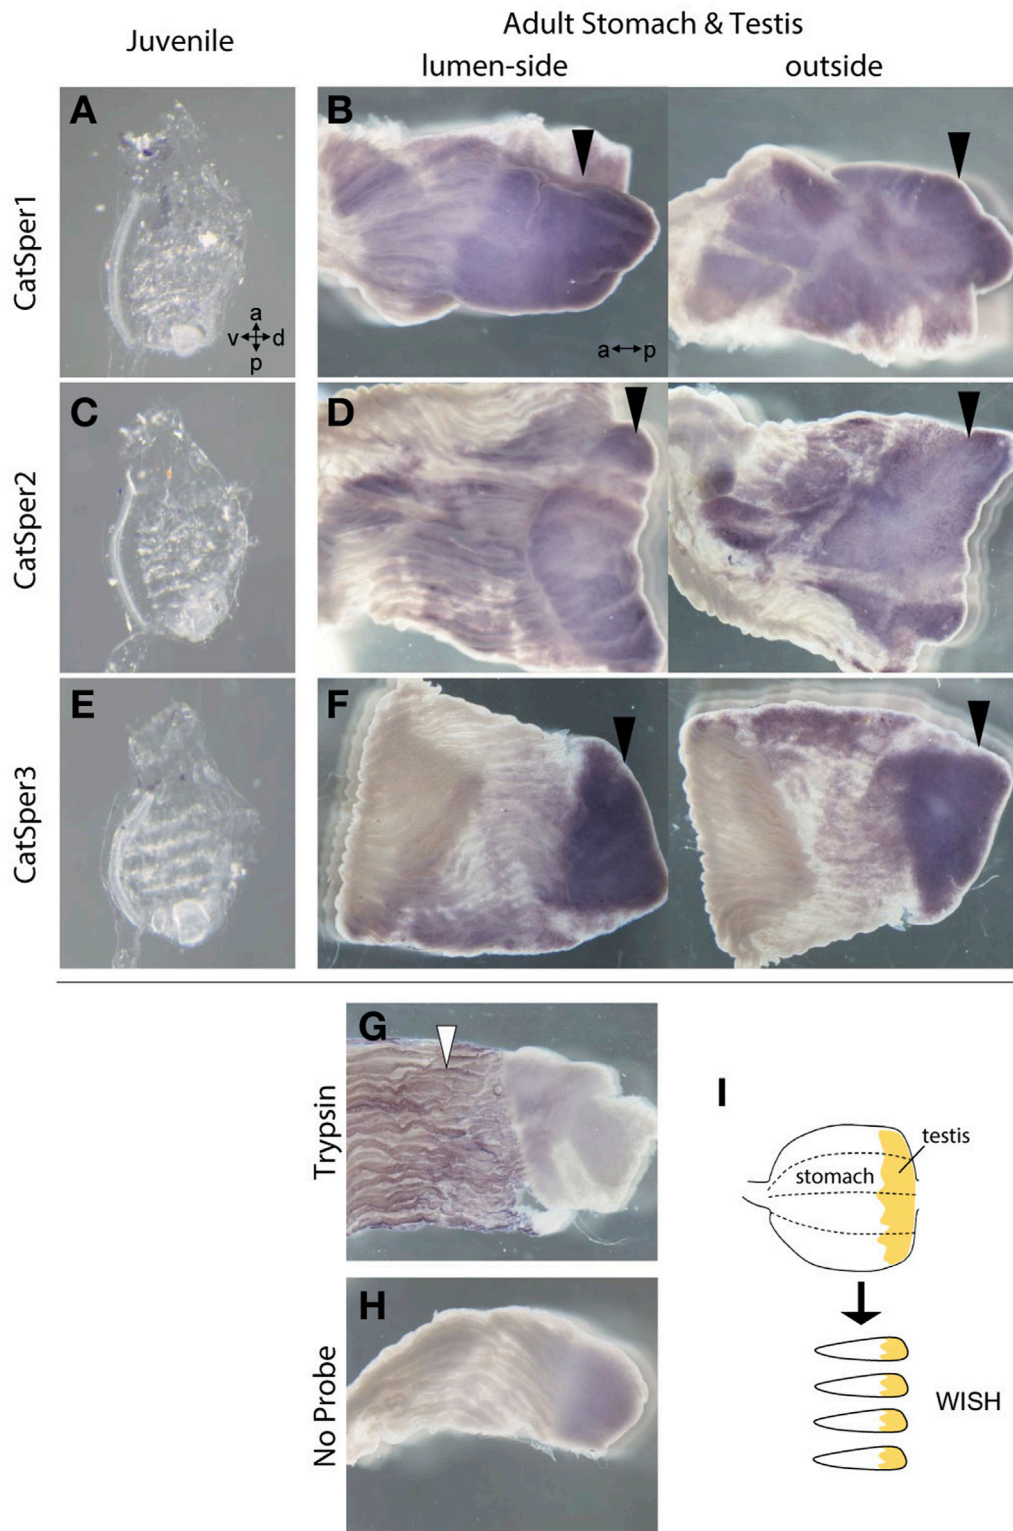 Juvenile
Adult Stomach & Testis
lumen-side
outside
CatSper1
A
a
v
d
p
B
a
p
CatSper2
C
D
CatSper3
E
F
Trypsin
G
No Probe
H
I
testis
stomach
WISH